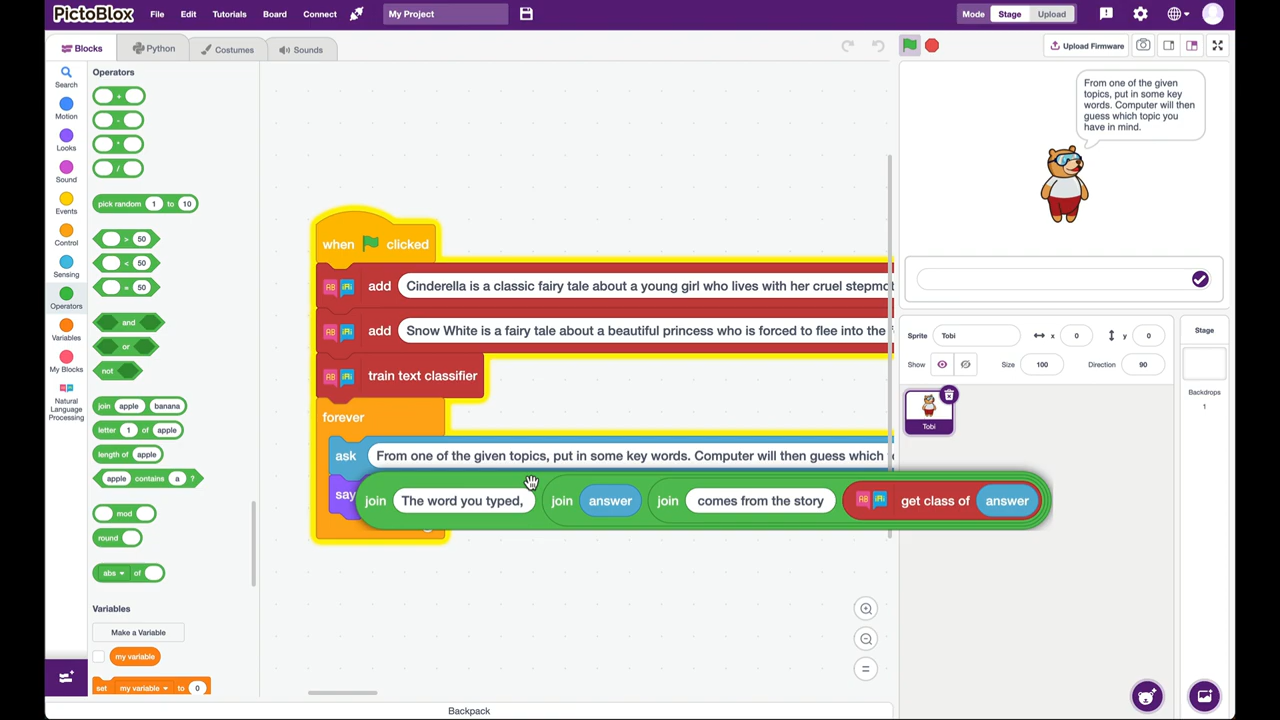 PictoBlox File Edit Tutorials Board Connect My Project Mode Stage Upload
Blocks Python Costumes Sounds Upload Firmware
Search
Motion
Looks
Sound
Events
Control
Sensing
Operators
Variables
My Blocks
Natural
Language
Processing
Operators
+
-
*
/
pick random 1 to 10
> 50
< 50
= 50
and
or
not
join apple banana
letter 1 of apple
length of apple
apple contains a ?
mod
round
abs of
Variables
Make a Variable
my variable
set my variable to 0
when clicked
add Cinderella is a classic fairy tale about a young girl who lives with her cruel stepmot
add Snow White is a fairy tale about a beautiful princess who is forced to flee into the
train text classifier
forever
ask From one of the given topics, put in some key words. Computer will then guess which
say
join The word you typed, join answer join comes from the story get class of answer
From one of the given
topics, put in some key
words. Computer will then
guess which topic you
have in mind.
Sprite Tobi x 0 y 0
Show Size 100 Direction 90
Tobi
Stage
Backdrops
1
Backpack